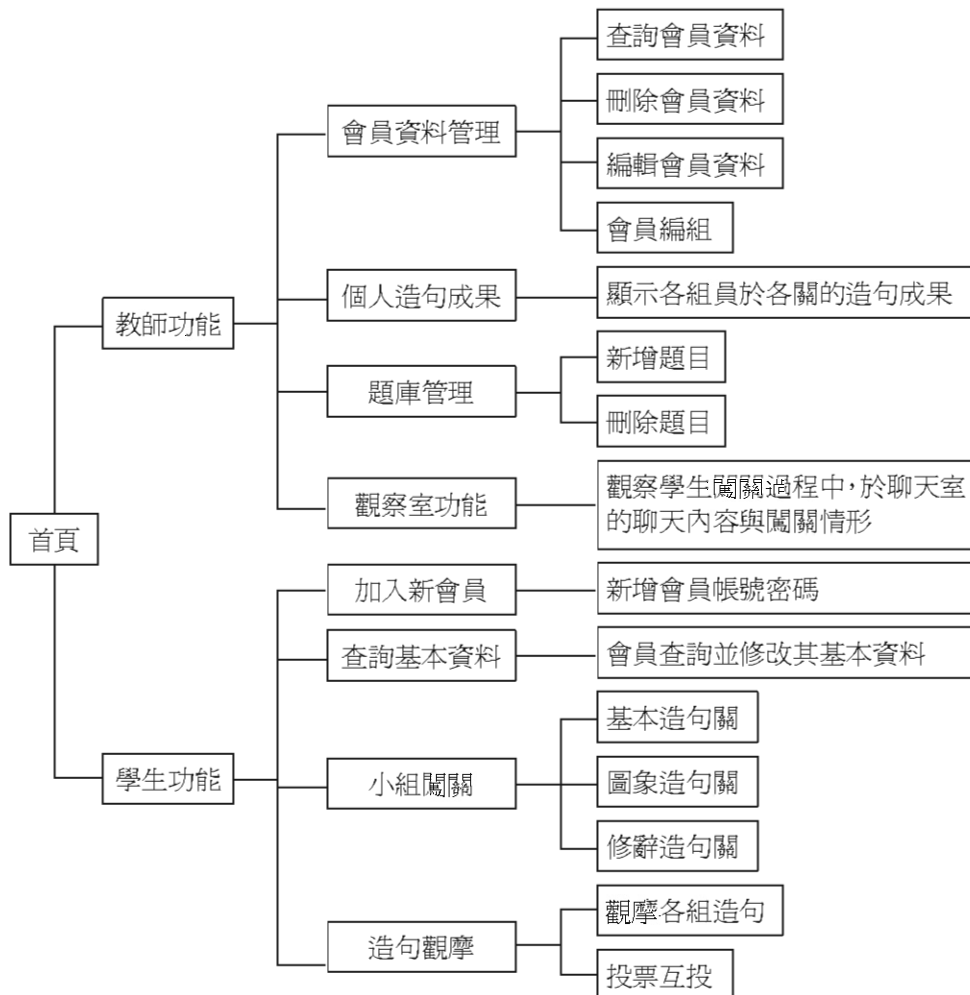 首頁
教師功能
會員資料管理
查詢會員資料
刪除會員資料
編輯會員資料
會員編組
個人造句成果
顯示各組員於各關的造句成果
題庫管理
新增題目
刪除題目
觀察室功能
觀察學生闖關過程中，於聊天室
的聊天內容與闖關情形
學生功能
加入新會員
新增會員帳號密碼
查詢基本資料
會員查詢並修改其基本資料
小組闖關
基本造句關
圖象造句關
修辭造句關
造句觀摩
觀摩各組造句
投票互投